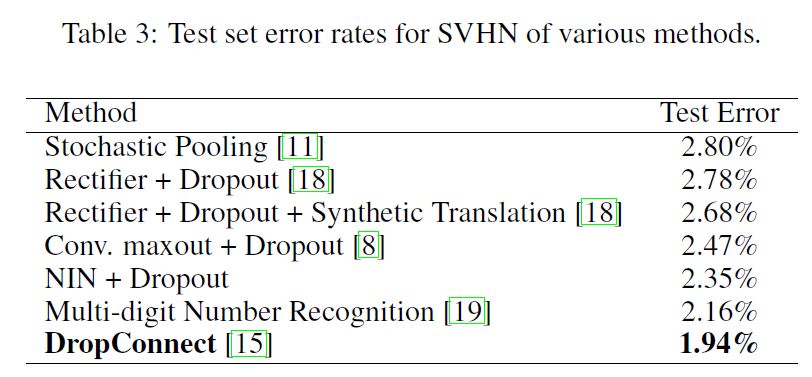 Table 3: Test set error rates for SVHN of various methods.
Method Test Error
Stochastic Pooling [11] 2.80%
Rectifier + Dropout [18] 2.78%
Rectifier + Dropout + Synthetic Translation [18] 2.68%
Conv. maxout + Dropout [8] 2.47%
NIN + Dropout 2.35%
Multi-digit Number Recognition [19] 2.16%
DropConnect [15] 1.94%